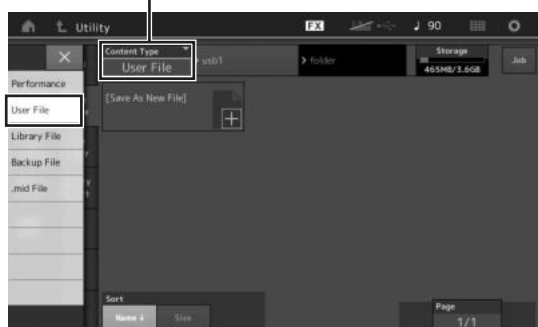 Utility
FX
90
Content Type
User File
usb1
folder
Storage
465MB/3.6GB
Job
Performance
User File
Library File
Backup File
.mid File
[Save As New File]
Sort
Name
Size
Page
1/1